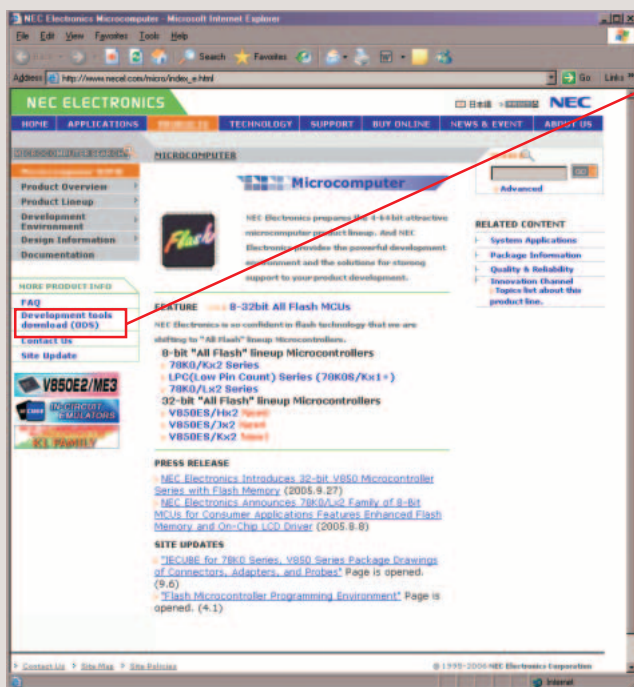 NEC Electronics Microcomputer - Microsoft Internet Explorer
File Edit View Favorites Tools Help
Search Favorites
Address http://www.necel.com/micro/index_e.html Go Links
NEC ELECTRONICS
日本語 NEC
HOME APPLICATIONS TECHNOLOGY SUPPORT BUY ONLINE NEWS & EVENT ABOUT US
Product Overview
Product Lineup
Development
Environment
Design Information
Documentation
MORE PRODUCT INFO
FAQ
Development tools
download (ODS)
Contact Us
Site Update
V850E2/ME3
IN-CIRCUIT
EMULATORS
K1 FAMILY
MICROCOMPUTER
Microcomputer
Flash
NEC Electronics prepares the 4-64bit attractive
microcomputer product lineup. And NEC
Electronics provides the powerful development
environment and the solutions for strong
support to your product development.
FEATURE 8-32bit All Flash MCUs
NEC Electronics is so confident in flash technology that we are
shifting to "All Flash" lineup Microcontrollers.
8-bit "All Flash" lineup Microcontrollers
78K0/Kx2 Series
LPC(Low Pin Count) Series (78K0S/Kx1+)
78K0/Lx2 Series
32-bit "All Flash" lineup Microcontrollers
V850ES/Hx2
V850ES/Jx2
V850ES/Kx2
PRESS RELEASE
NEC Electronics Introduces 32-bit V850 Microcontroller
Series with Flash Memory (2005.9.27)
NEC Electronics Announces 78K0/Lx2 Family of 8-Bit
MCUs for Consumer Applications Features Enhanced Flash
Memory and On-Chip LCD Driver (2005.8.8)
SITE UPDATES
"IECUBE for 78K0 Series, V850 Series Package Drawings
of Connectors, Adapters, and Probes" Page is opened.
(9.6)
"Flash Microcontroller Programming Environment" Page is
opened. (4.1)
Advanced
RELATED CONTENT
System Applications
Package Information
Quality & Reliability
Innovation Channel
Topics list about this
product line.
Contact Us Site Map Site Policies
© 1995-2006 NEC Electronics Corporation
Internet